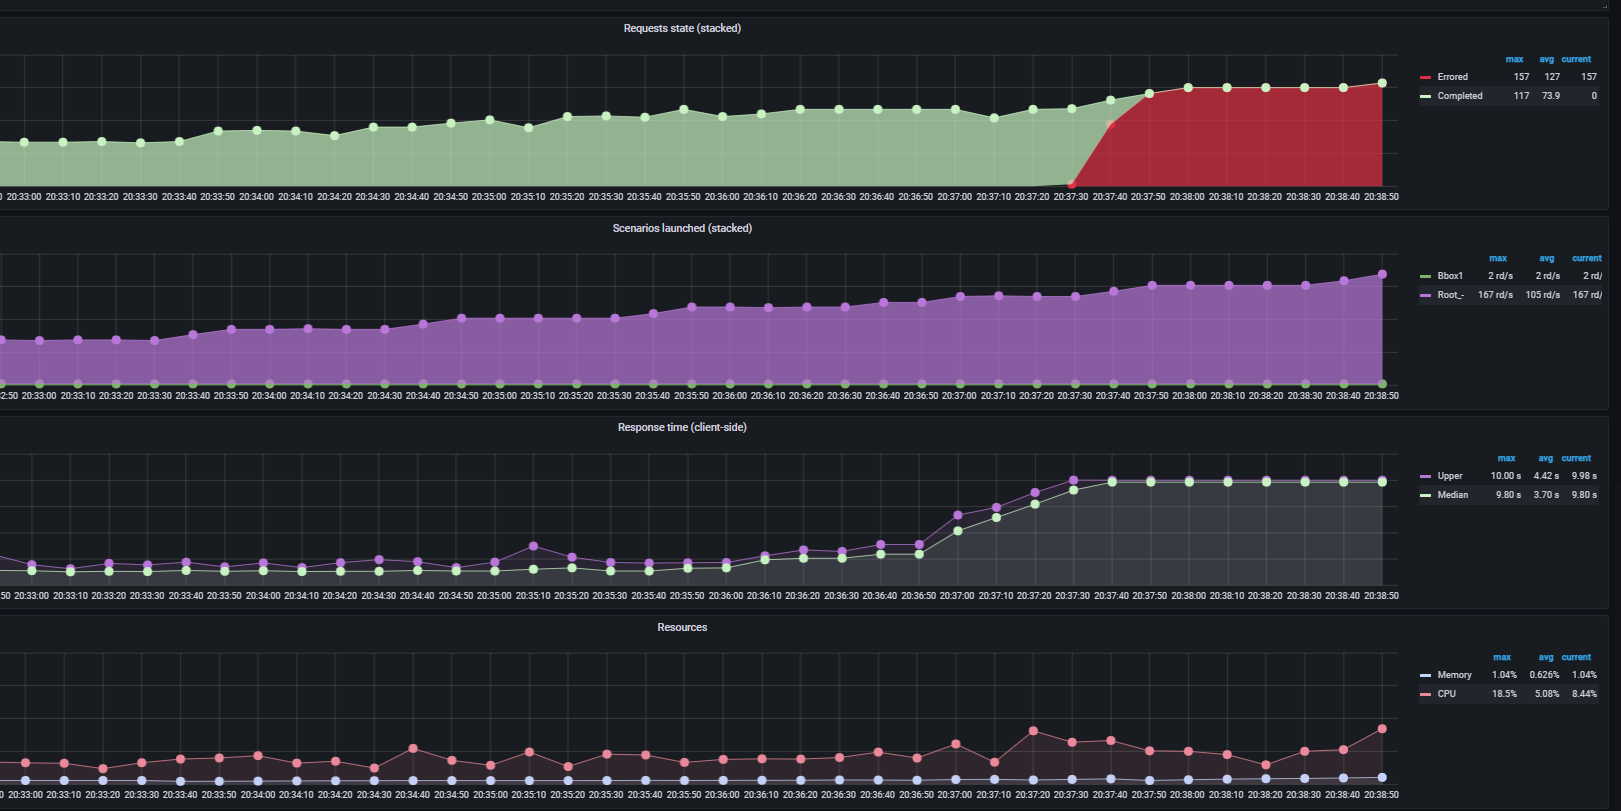 Requests state (stacked)
max avg current
Errored 157 127 157
Completed 117 73.9 0
0 20:33:00 20:33:10 20:33:20 20:33:30 20:33:40 20:33:50 20:34:00 20:34:10 20:34:20 20:34:30 20:34:40 20:34:50 20:35:00 20:35:10 20:35:20 20:35:30 20:35:40 20:35:50 20:36:00 20:36:10 20:36:20 20:36:30 20:36:40 20:36:50 20:37:00 20:37:10 20:37:20 20:37:30 20:37:40 20:37:50 20:38:00 20:38:10 20:38:20 20:38:30 20:38:40 20:38:50
Scenarios launched (stacked)
max avg current
Bbox1 2 rd/s 2 rd/s 2 rd/
Root_- 167 rd/s 105 rd/s 167 rd/
2:50 20:33:00 20:33:10 20:33:20 20:33:30 20:33:40 20:33:50 20:34:00 20:34:10 20:34:20 20:34:30 20:34:40 20:34:50 20:35:00 20:35:10 20:35:20 20:35:30 20:35:40 20:35:50 20:36:00 20:36:10 20:36:20 20:36:30 20:36:40 20:36:50 20:37:00 20:37:10 20:37:20 20:37:30 20:37:40 20:37:50 20:38:00 20:38:10 20:38:20 20:38:30 20:38:40 20:38:50
Response time (client-side)
max avg current
Upper 10.00 s 4.42 s 9.98 s
Median 9.80 s 3.70 s 9.80 s
50 20:33:00 20:33:10 20:33:20 20:33:30 20:33:40 20:33:50 20:34:00 20:34:10 20:34:20 20:34:30 20:34:40 20:34:50 20:35:00 20:35:10 20:35:20 20:35:30 20:35:40 20:35:50 20:36:00 20:36:10 20:36:20 20:36:30 20:36:40 20:36:50 20:37:00 20:37:10 20:37:20 20:37:30 20:37:40 20:37:50 20:38:00 20:38:10 20:38:20 20:38:30 20:38:40 20:38:50
Resources
max avg current
Memory 1.04% 0.626% 1.04%
CPU 18.5% 5.08% 8.44%
0 20:33:00 20:33:10 20:33:20 20:33:30 20:33:40 20:33:50 20:34:00 20:34:10 20:34:20 20:34:30 20:34:40 20:34:50 20:35:00 20:35:10 20:35:20 20:35:30 20:35:40 20:35:50 20:36:00 20:36:10 20:36:20 20:36:30 20:36:40 20:36:50 20:37:00 20:37:10 20:37:20 20:37:30 20:37:40 20:37:50 20:38:00 20:38:10 20:38:20 20:38:30 20:38:40 20:38:50